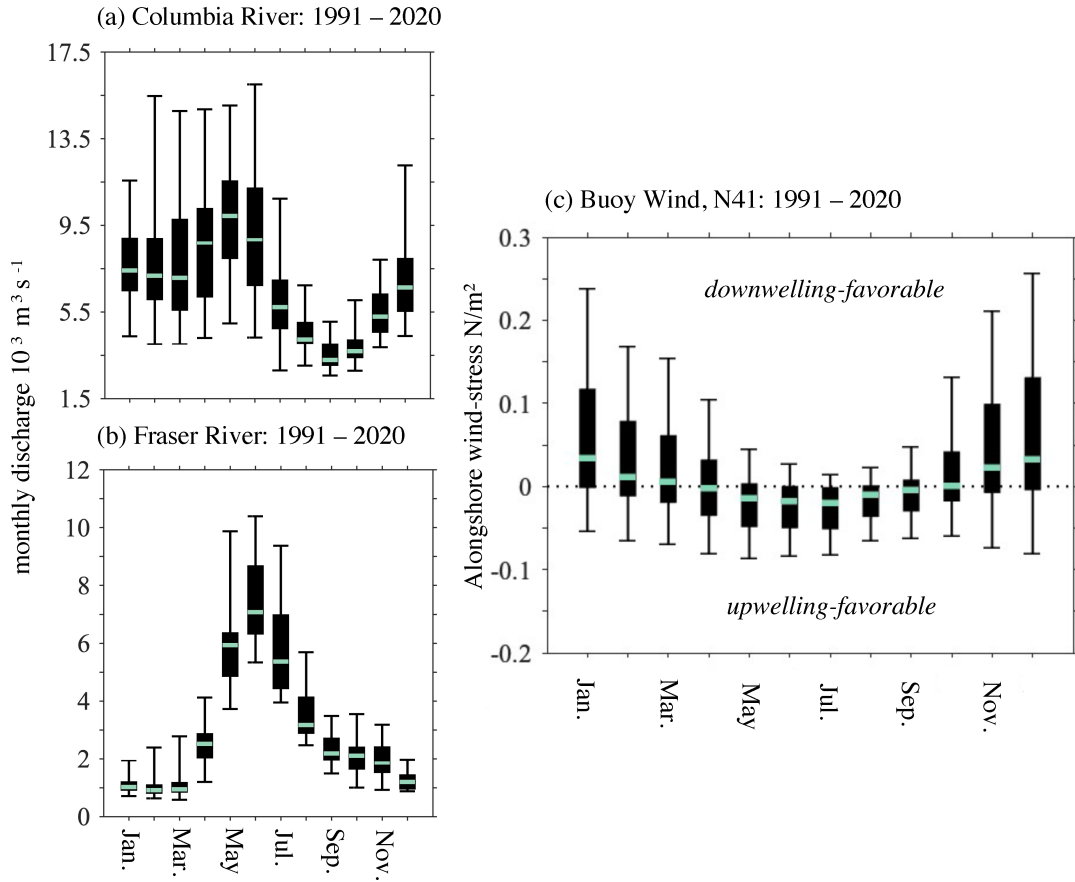 (a) Columbia River: 1991 – 2020
17.5
13.5
9.5
5.5
1.5
monthly discharge 10 ³ m ³ s ⁻¹
(b) Fraser River: 1991 – 2020
12
10
8
6
4
2
0
Jan.
Mar.
May
Jul.
Sep.
Nov.
(c) Buoy Wind, N41: 1991 – 2020
0.3
0.2
0.1
0
-0.1
-0.2
Alongshore wind-stress N/m²
downwelling-favorable
upwelling-favorable
Jan.
Mar.
May
Jul.
Sep.
Nov.